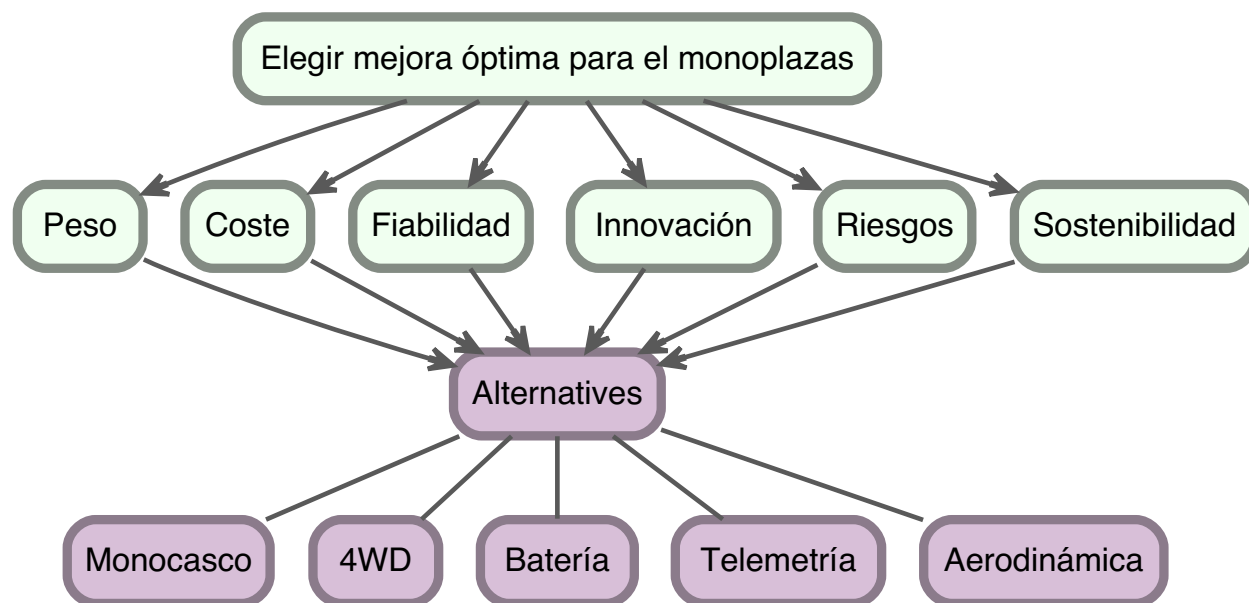 Elegir mejora óptima para el monoplazas
Peso
Coste
Fiabilidad
Innovación
Riesgos
Sostenibilidad
Alternatives
Monocasco
4WD
Batería
Telemetría
Aerodinámica